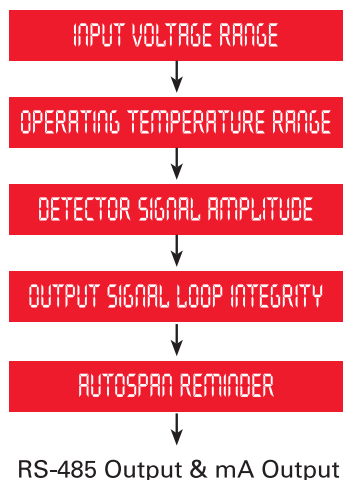 INPUT VOLTAGE RANGE
OPERATING TEMPERATURE RANGE
DETECTOR SIGNAL AMPLITUDE
OUTPUT SIGNAL LOOP INTEGRITY
AUTOSPAN REMINDER
RS-485 Output & mA Output